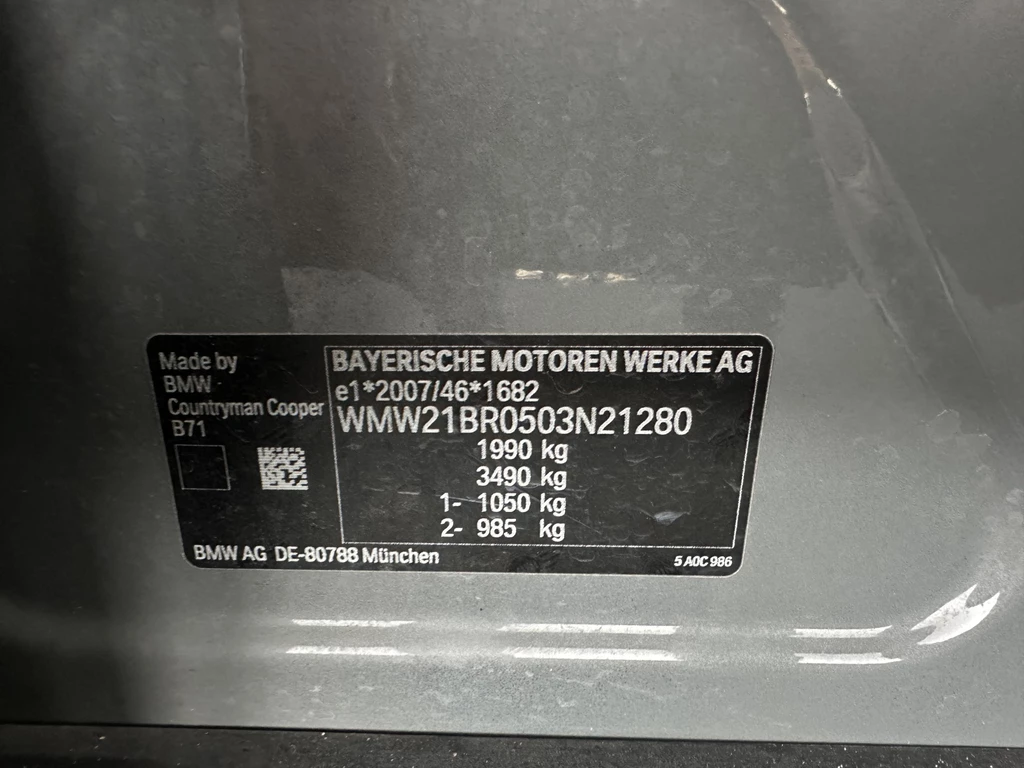 Made by
BMW
Countryman Cooper
B71
BAYERISCHE MOTOREN WERKE AG
e1*2007/46*1682
WMW21BR0503N21280
1990 kg
3490 kg
1- 1050 kg
2- 985 kg
BMW AG DE-80788 München
5 A0C 986